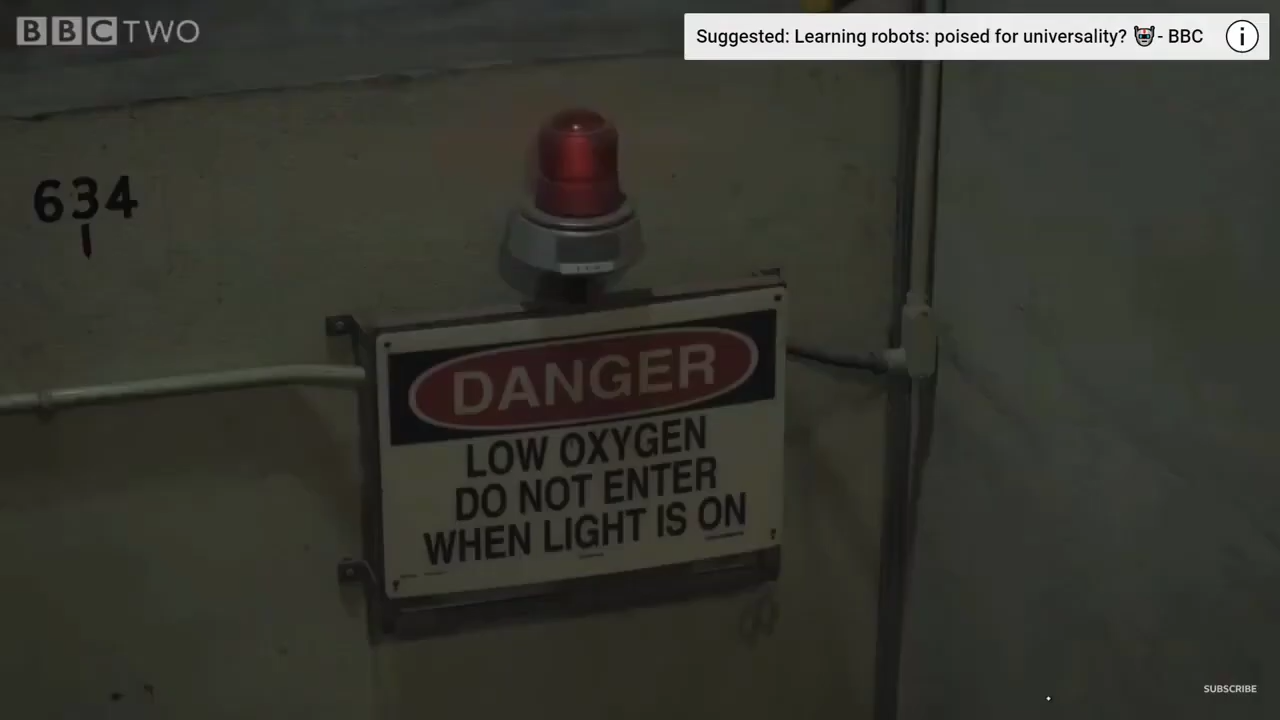 BBC TWO
Suggested: Learning robots: poised for universality? - BBC
634
DANGER
LOW OXYGEN
DO NOT ENTER
WHEN LIGHT IS ON
SUBSCRIBE